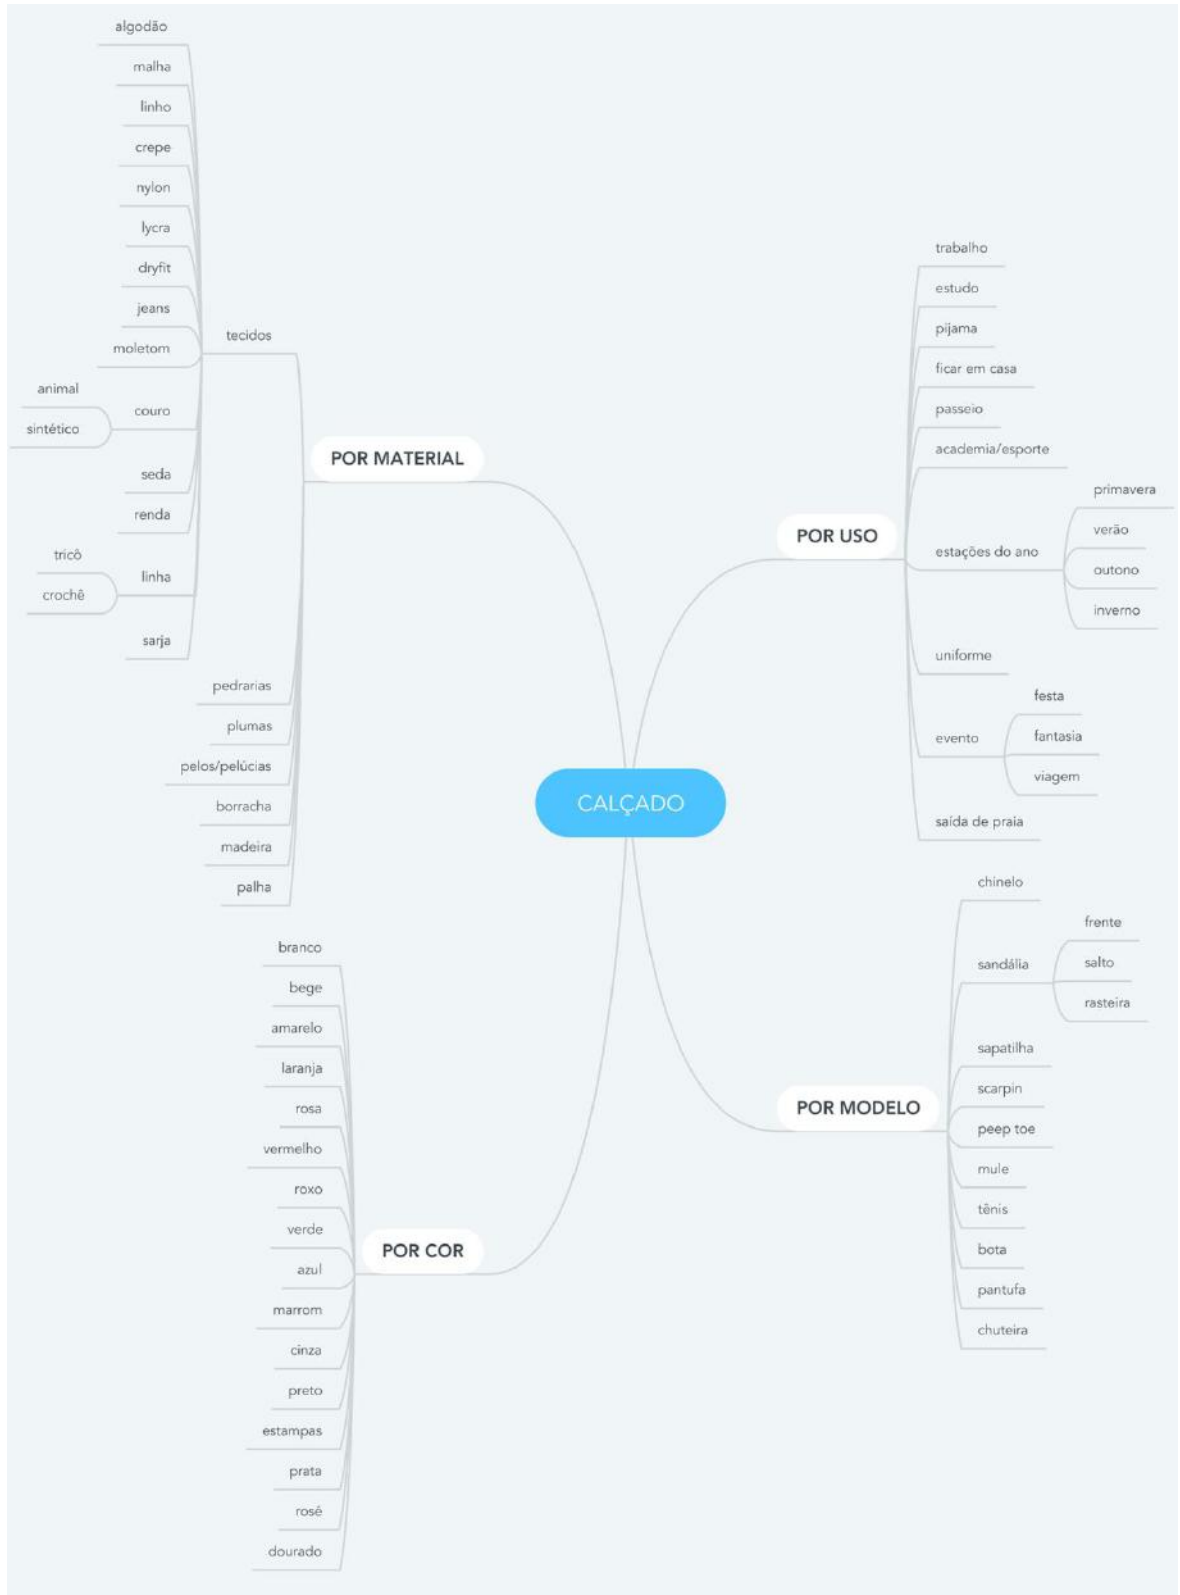 CALÇADO
POR MATERIAL
tecidos
algodão
malha
linho
crepe
nylon
lycra
dryfit
jeans
moletom
couro
animal
sintético
seda
renda
linha
tricô
crochê
sarja
pedrarias
plumas
pelos/pelúcias
borracha
madeira
palha
POR COR
branco
bege
amarelo
laranja
rosa
vermelho
roxo
verde
azul
marrom
cinza
preto
estampas
prata
rosê
dourado
POR USO
trabalho
estudo
pijama
ficar em casa
passeio
academia/esporte
estações do ano
primavera
verão
outono
inverno
uniforme
evento
festa
fantasia
viagem
saída de praia
POR MODELO
chinelo
sandália
frente
salto
rasteira
sapatilha
scarpin
peep toe
mule
tênis
bota
pantufa
chuteira